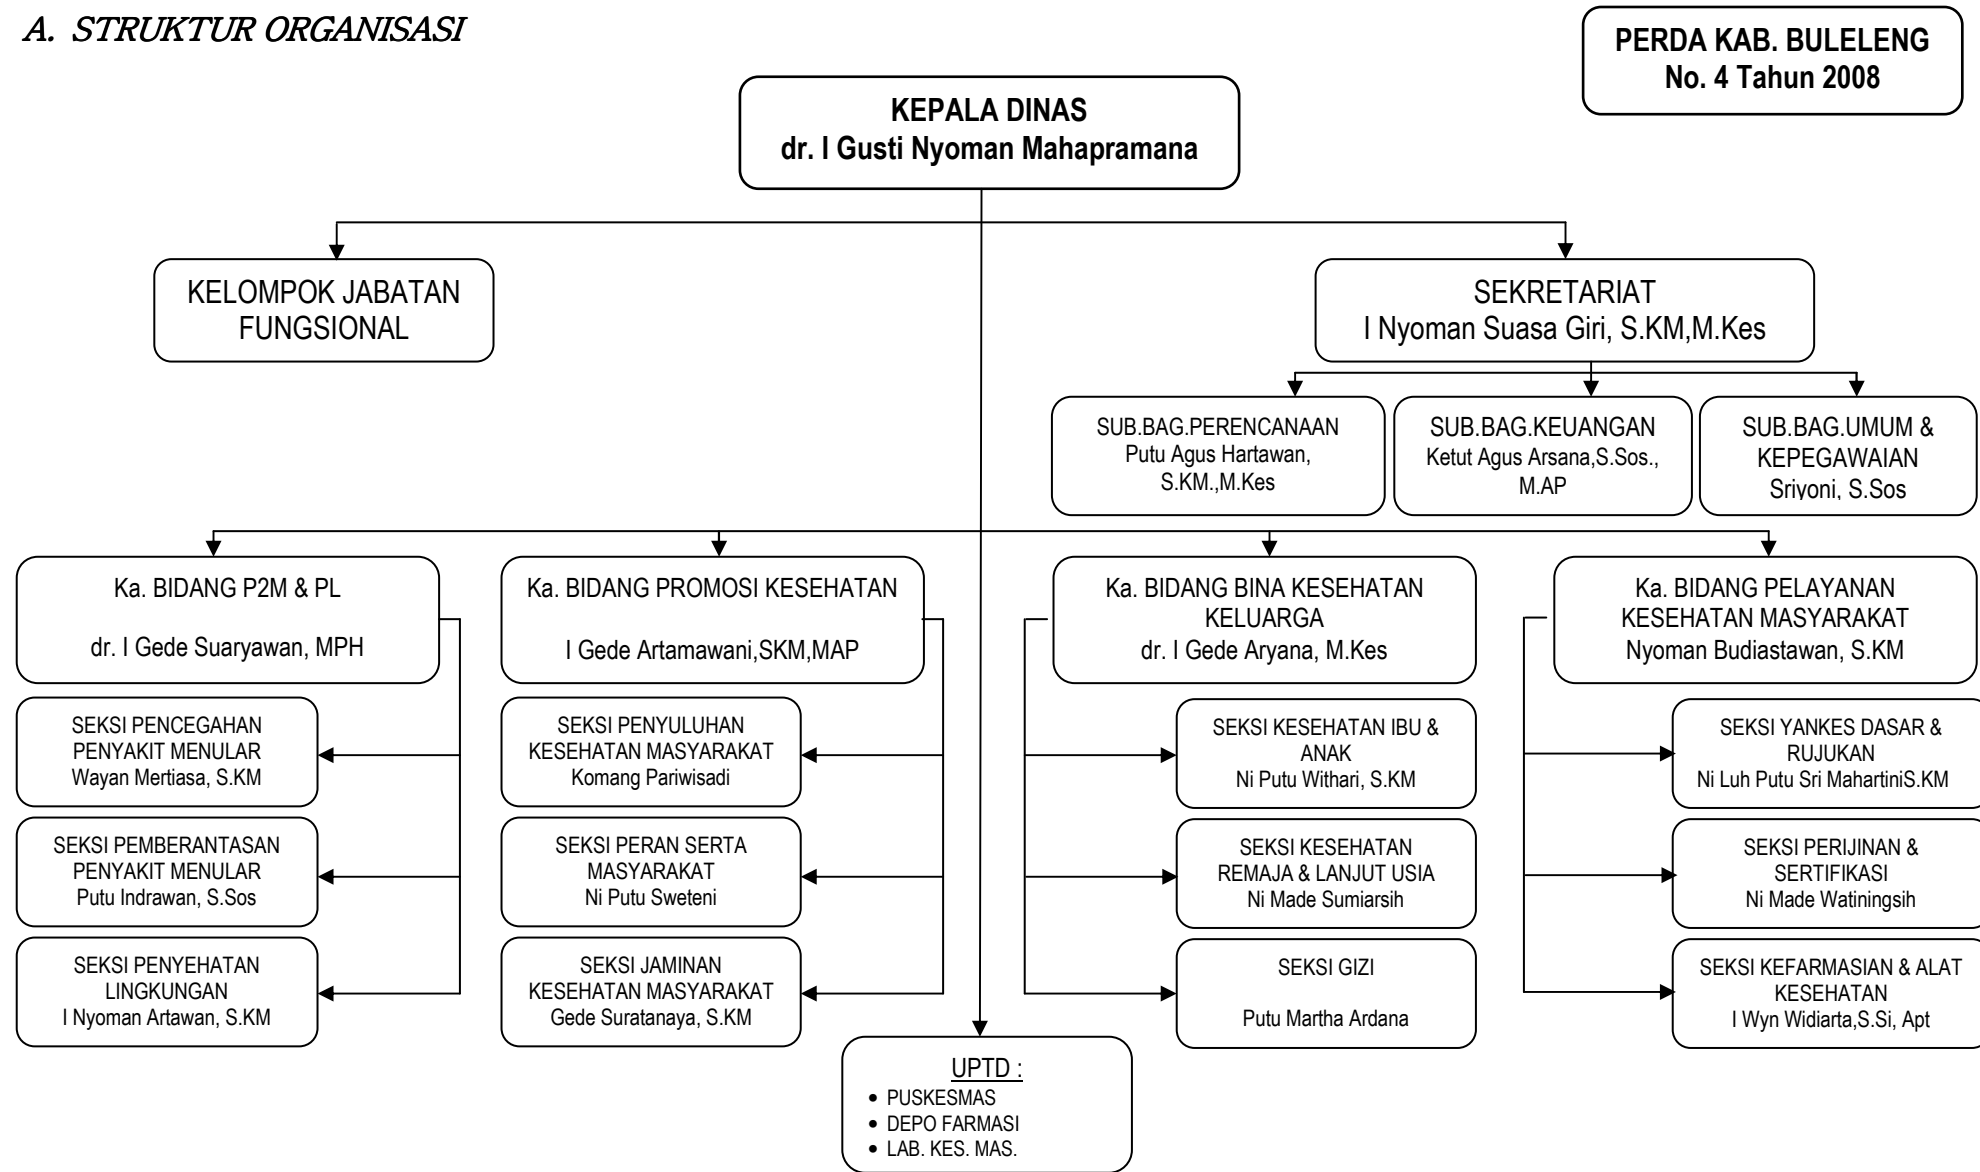 A. STRUKTUR ORGANISASI
PERDA KAB. BULELENG
No. 4 Tahun 2008
KEPALA DINAS
dr. I Gusti Nyoman Mahapramana
KELOMPOK JABATAN
FUNGSIONAL
SEKRETARIAT
I Nyoman Suasa Giri, S.KM,M.Kes
SUB.BAG.PERENCANAAN
Putu Agus Hartawan,
S.KM.,M.Kes
SUB.BAG.KEUANGAN
Ketut Agus Arsana,S.Sos.,
M.AP
SUB.BAG.UMUM &
KEPEGAWAIAN
Sriyoni, S.Sos
Ka. BIDANG P2M & PL
dr. I Gede Suaryawan, MPH
Ka. BIDANG PROMOSI KESEHATAN
I Gede Artamawani,SKM,MAP
Ka. BIDANG BINA KESEHATAN
KELUARGA
dr. I Gede Aryana, M.Kes
Ka. BIDANG PELAYANAN
KESEHATAN MASYARAKAT
Nyoman Budiastawan, S.KM
SEKSI PENCEGAHAN
PENYAKIT MENULAR
Wayan Mertiasa, S.KM
SEKSI PENYULUHAN
KESEHATAN MASYARAKAT
Komang Pariwisadi
SEKSI KESEHATAN IBU &
ANAK
Ni Putu Withari, S.KM
SEKSI YANKES DASAR &
RUJUKAN
Ni Luh Putu Sri MahartiniS.KM
SEKSI PEMBERANTASAN
PENYAKIT MENULAR
Putu Indrawan, S.Sos
SEKSI PERAN SERTA
MASYARAKAT
Ni Putu Sweteni
SEKSI KESEHATAN
REMAJA & LANJUT USIA
Ni Made Sumiarsih
SEKSI PERIJINAN &
SERTIFIKASI
Ni Made Watiningsih
SEKSI PENYEHATAN
LINGKUNGAN
I Nyoman Artawan, S.KM
SEKSI JAMINAN
KESEHATAN MASYARAKAT
Gede Suratanaya, S.KM
SEKSI GIZI
Putu Martha Ardana
SEKSI KEFARMASIAN & ALAT
KESEHATAN
I Wyn Widiarta,S.Si, Apt
UPTD :
• PUSKESMAS
• DEPO FARMASI
• LAB. KES. MAS.